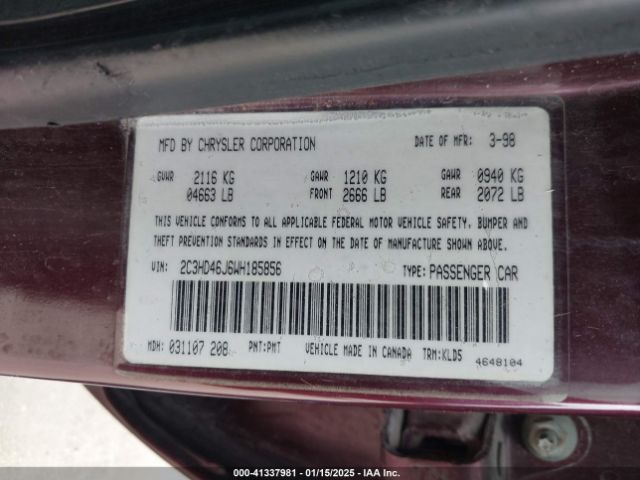 MFD BY CHRYSLER CORPORATION DATE OF MFR: 3-98
GVWR 2116 KG GAWR 1210 KG GAWR 0940 KG
04663 LB FRONT 2666 LB REAR 2072 LB
THIS VEHICLE CONFORMS TO ALL APPLICABLE FEDERAL MOTOR VEHICLE SAFETY, BUMPER AND
THEFT PREVENTION STANDARDS IN EFFECT ON THE DATE OF MANUFACTURE SHOWN ABOVE.
VIN: 2C3HD46J6WH185856 TYPE: PASSENGER CAR
MDH: 031107 208 PNT:PMT VEHICLE MADE IN CANADA TRM:KLD5
4648104
000-41337981 - 01/15/2025 - IAA Inc.